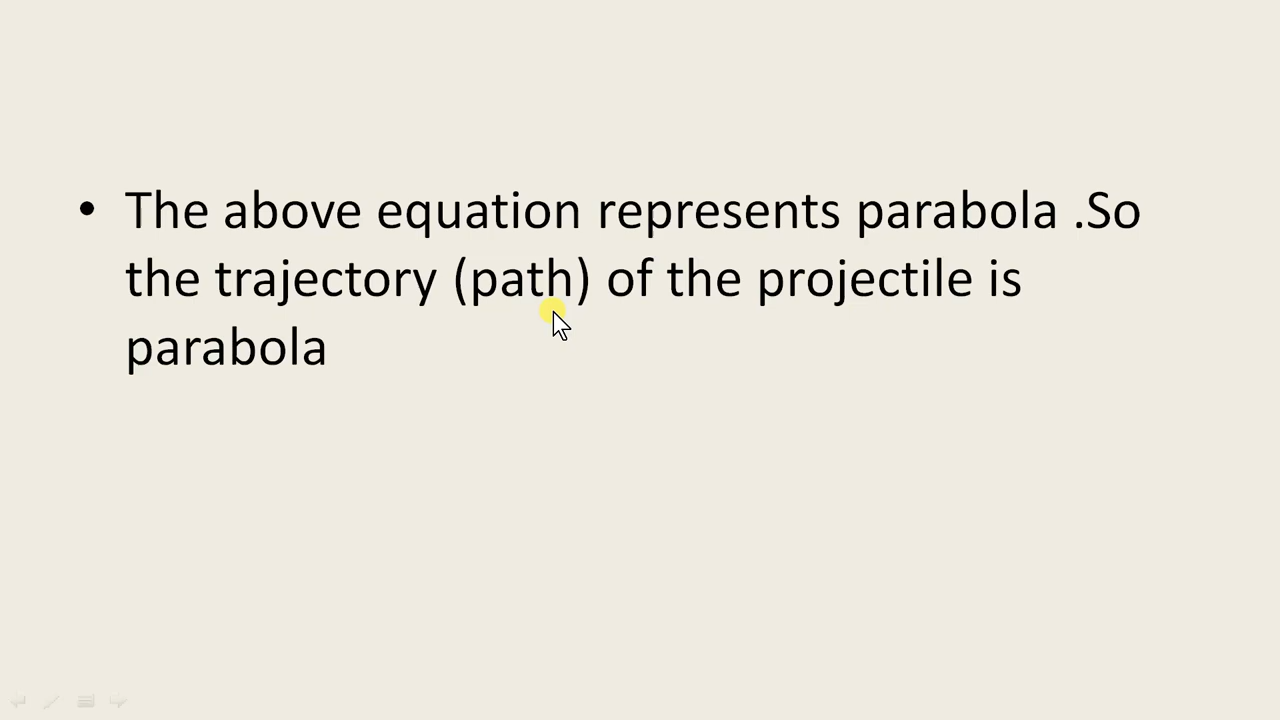 • The above equation represents parabola .So
the trajectory (path) of the projectile is
parabola